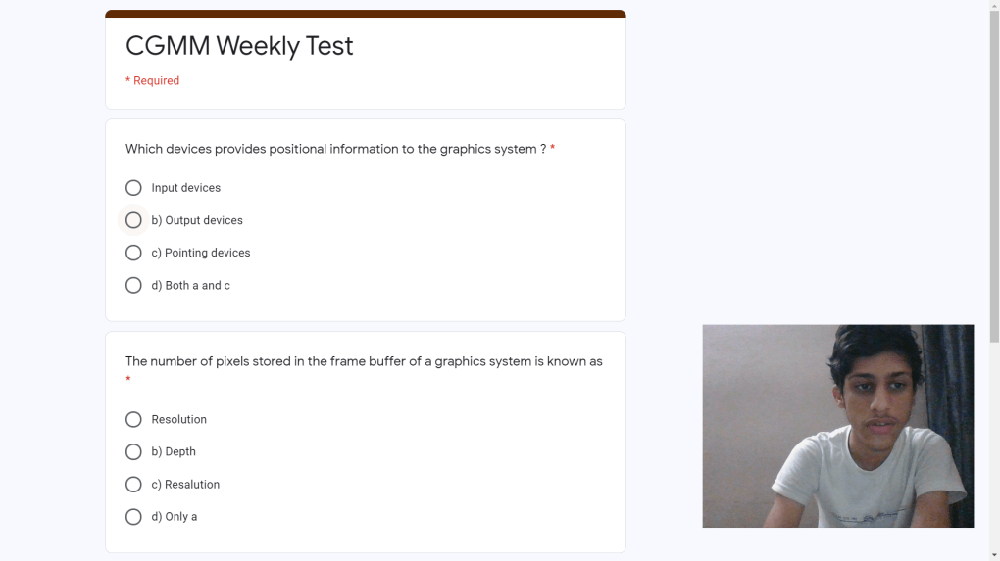 CGMM Weekly Test
* Required
Which devices provides positional information to the graphics system ? *
Input devices
b) Output devices
c) Pointing devices
d) Both a and c
The number of pixels stored in the frame buffer of a graphics system is known as
*
Resolution
b) Depth
c) Resalution
d) Only a